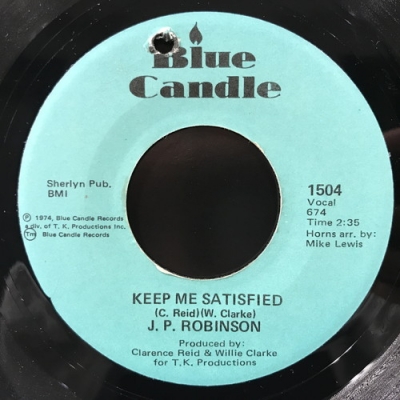 Blue
Candle
Sherlyn Pub.
BMI
℗ 1974, Blue Candle Records
a div. of T. K. Productions Inc.
Tm Blue Candle Records
1504
Vocal
674
Time 2:35
Horns arr. by:
Mike Lewis
KEEP ME SATISFIED
(C. Reid)(W. Clarke)
J. P. ROBINSON
Produced by:
Clarence Reid & Willie Clarke
for T.K. Productions